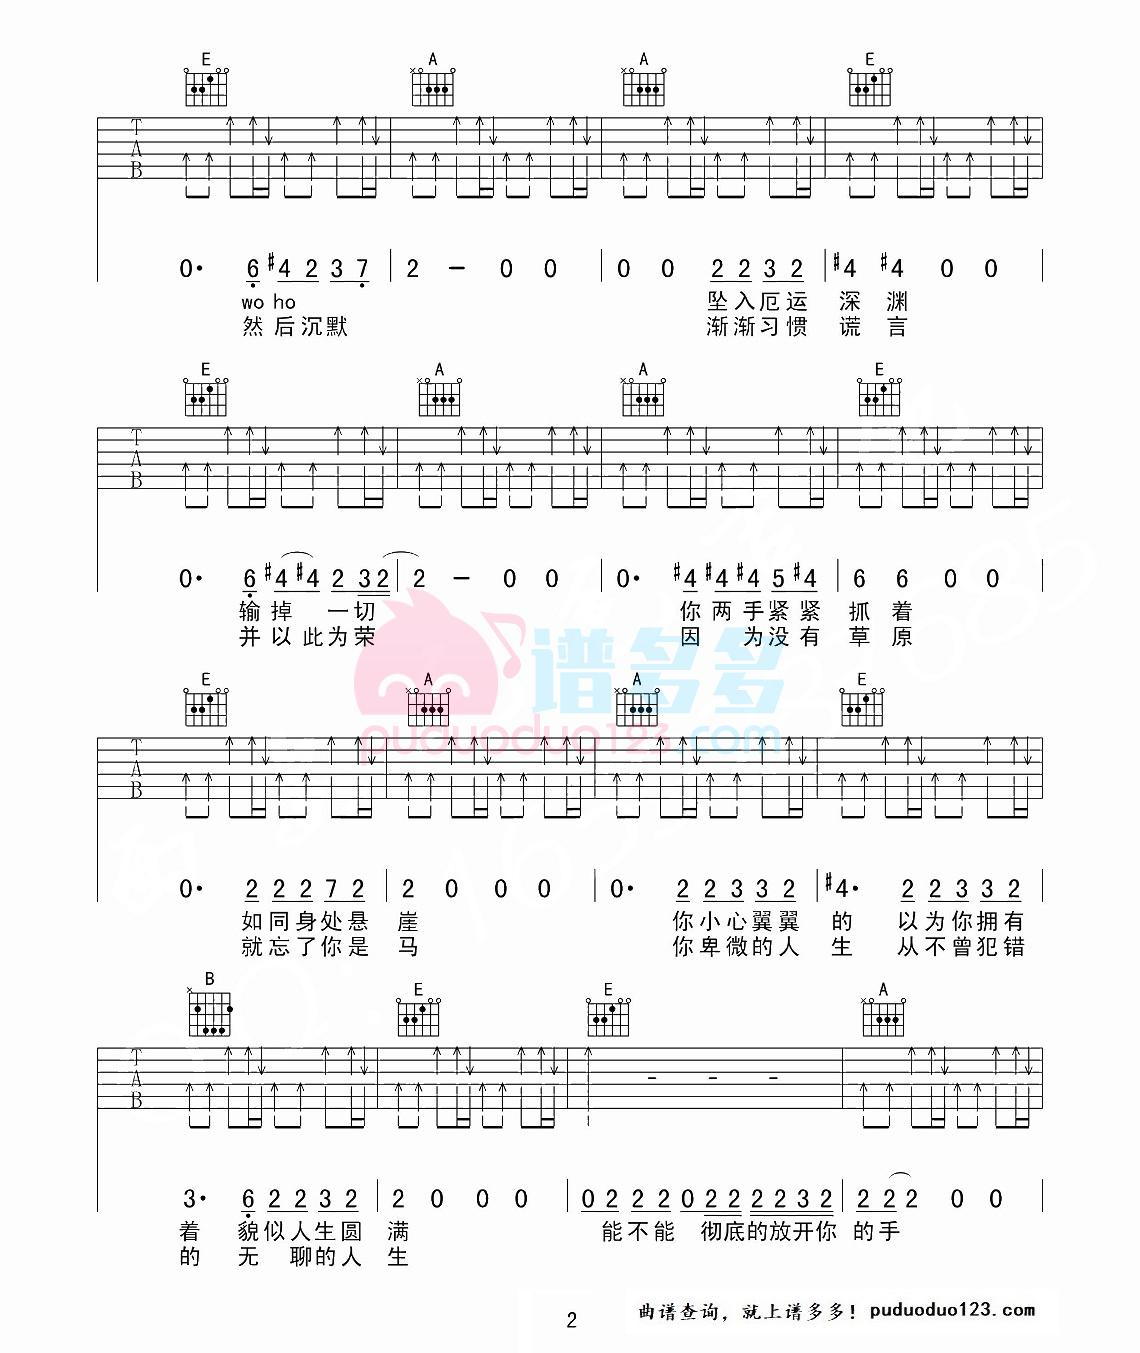 E A A E
T
A
B
0· 6 #4 2 3 7 2 – 0 0 0 0 2 2 3 2 #4 #4 0 0
wo ho 坠入厄运 深 渊
然后沉默 渐渐习惯 谎 言
E A A E
T
A
B
0· 6 #4 #4 2 3 2 2 – 0 0 0· #4 #4 #4 5 #4 6 6 0 0
输掉 一切 你两手紧紧 抓着
并以此为荣 因 为没有 草原
谱多多
puduoduo123.com
E A A E
T
A
B
0· 2 2 2 7 2 2 0 0 0 0· 2 2 3 3 2 #4· 2 2 3 3 2
如同身处悬 崖 你小心翼翼 的 以为你拥有
就忘了你是 马 你卑微的人 生 从不曾犯错
B E E A
T
A
B
3· 6 2 2 3 2 2 0 0 0 0 2 2 2 0 2 2 2 2 3 2 2 2 2 0 0
着 貌似人生圆 满 能不能 彻底的放开你 的手
的 无 聊的人 生
2
曲谱查询，就上谱多多！puduoduo123.com